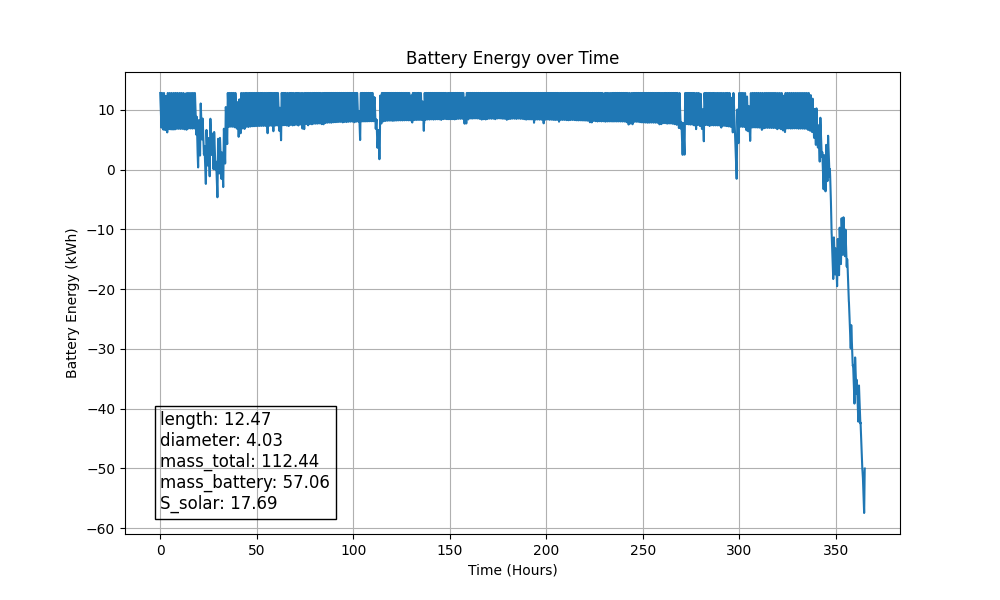 Battery Energy over Time
Battery Energy (kWh)
10
0
−10
−20
−30
−40
−50
−60
length: 12.47
diameter: 4.03
mass_total: 112.44
mass_battery: 57.06
S_solar: 17.69
0 50 100 150 200 250 300 350
Time (Hours)